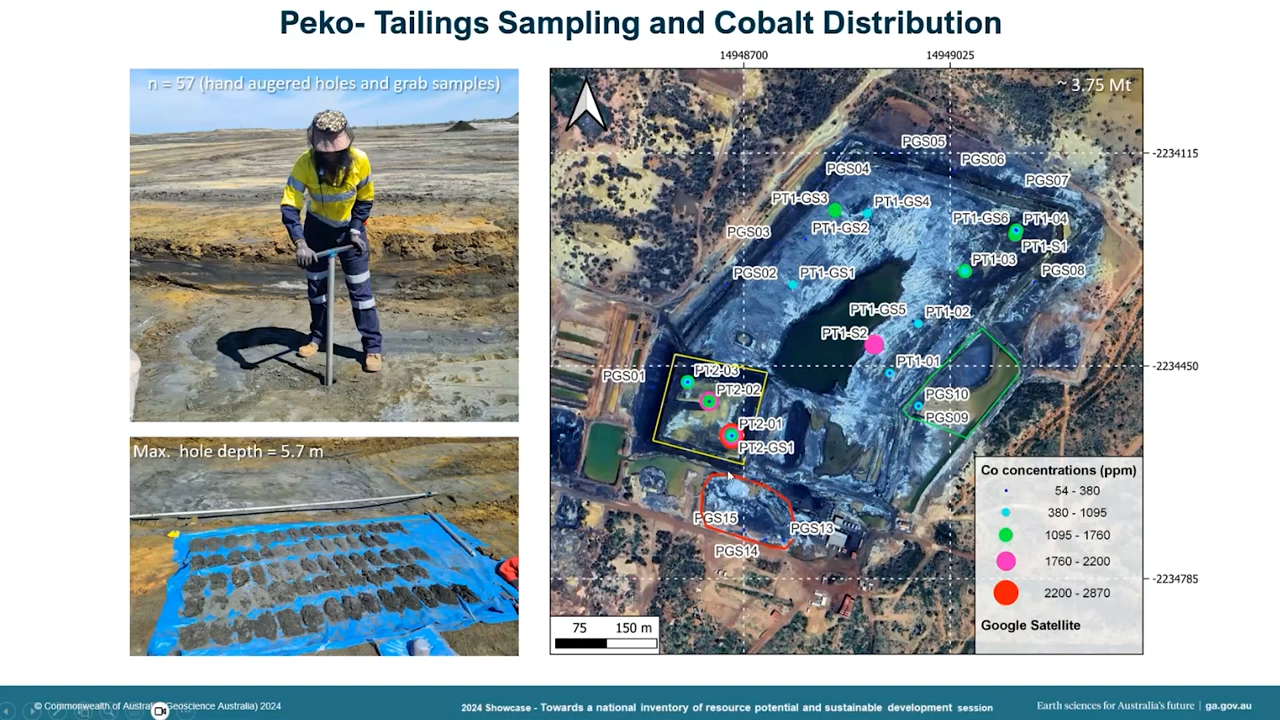 Peko- Tailings Sampling and Cobalt Distribution
n = 57 (hand augered holes and grab samples)
Max. hole depth = 5.7 m
14948700
14949025
~ 3.75 Mt
-2234115
-2234450
-2234785
PGS05
PGS06
PGS04
PGS07
PT1-GS3
PT1-GS4
PT1-GS2
PT1-GS6
PT1-04
PGS03
PT1-S1
PT1-03
PGS02
PT1-GS1
PGS08
PT1-GS5
PT1-02
PT1-S2
PT1-01
PGS01
PT2-03
PT2-02
PGS10
PGS09
PT2-01
PT2-GS1
PGS15
PGS13
PGS14
Co concentrations (ppm)
54 - 380
380 - 1095
1095 - 1760
1760 - 2200
2200 - 2870
Google Satellite
75 150 m
© Commonwealth of Australia (Geoscience Australia) 2024
2024 Showcase - Towards a national inventory of resource potential and sustainable development session
Earth sciences for Australia's future | ga.gov.au